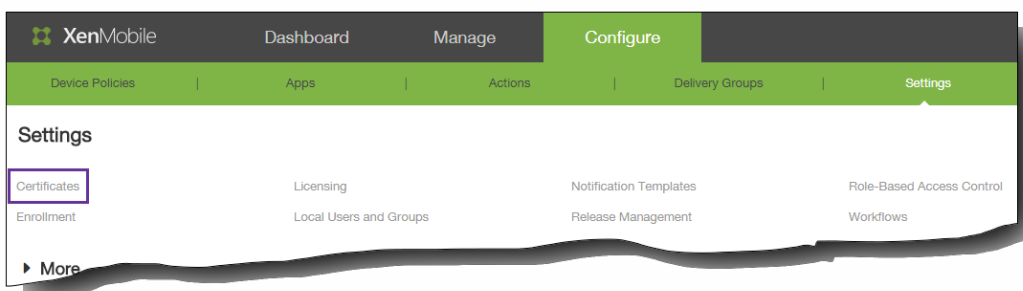 XenMobile Dashboard Manage Configure
Device Policies | Apps | Actions | Delivery Groups | Settings
Settings
Certificates Licensing Notification Templates Role-Based Access Control
Enrollment Local Users and Groups Release Management Workflows
More